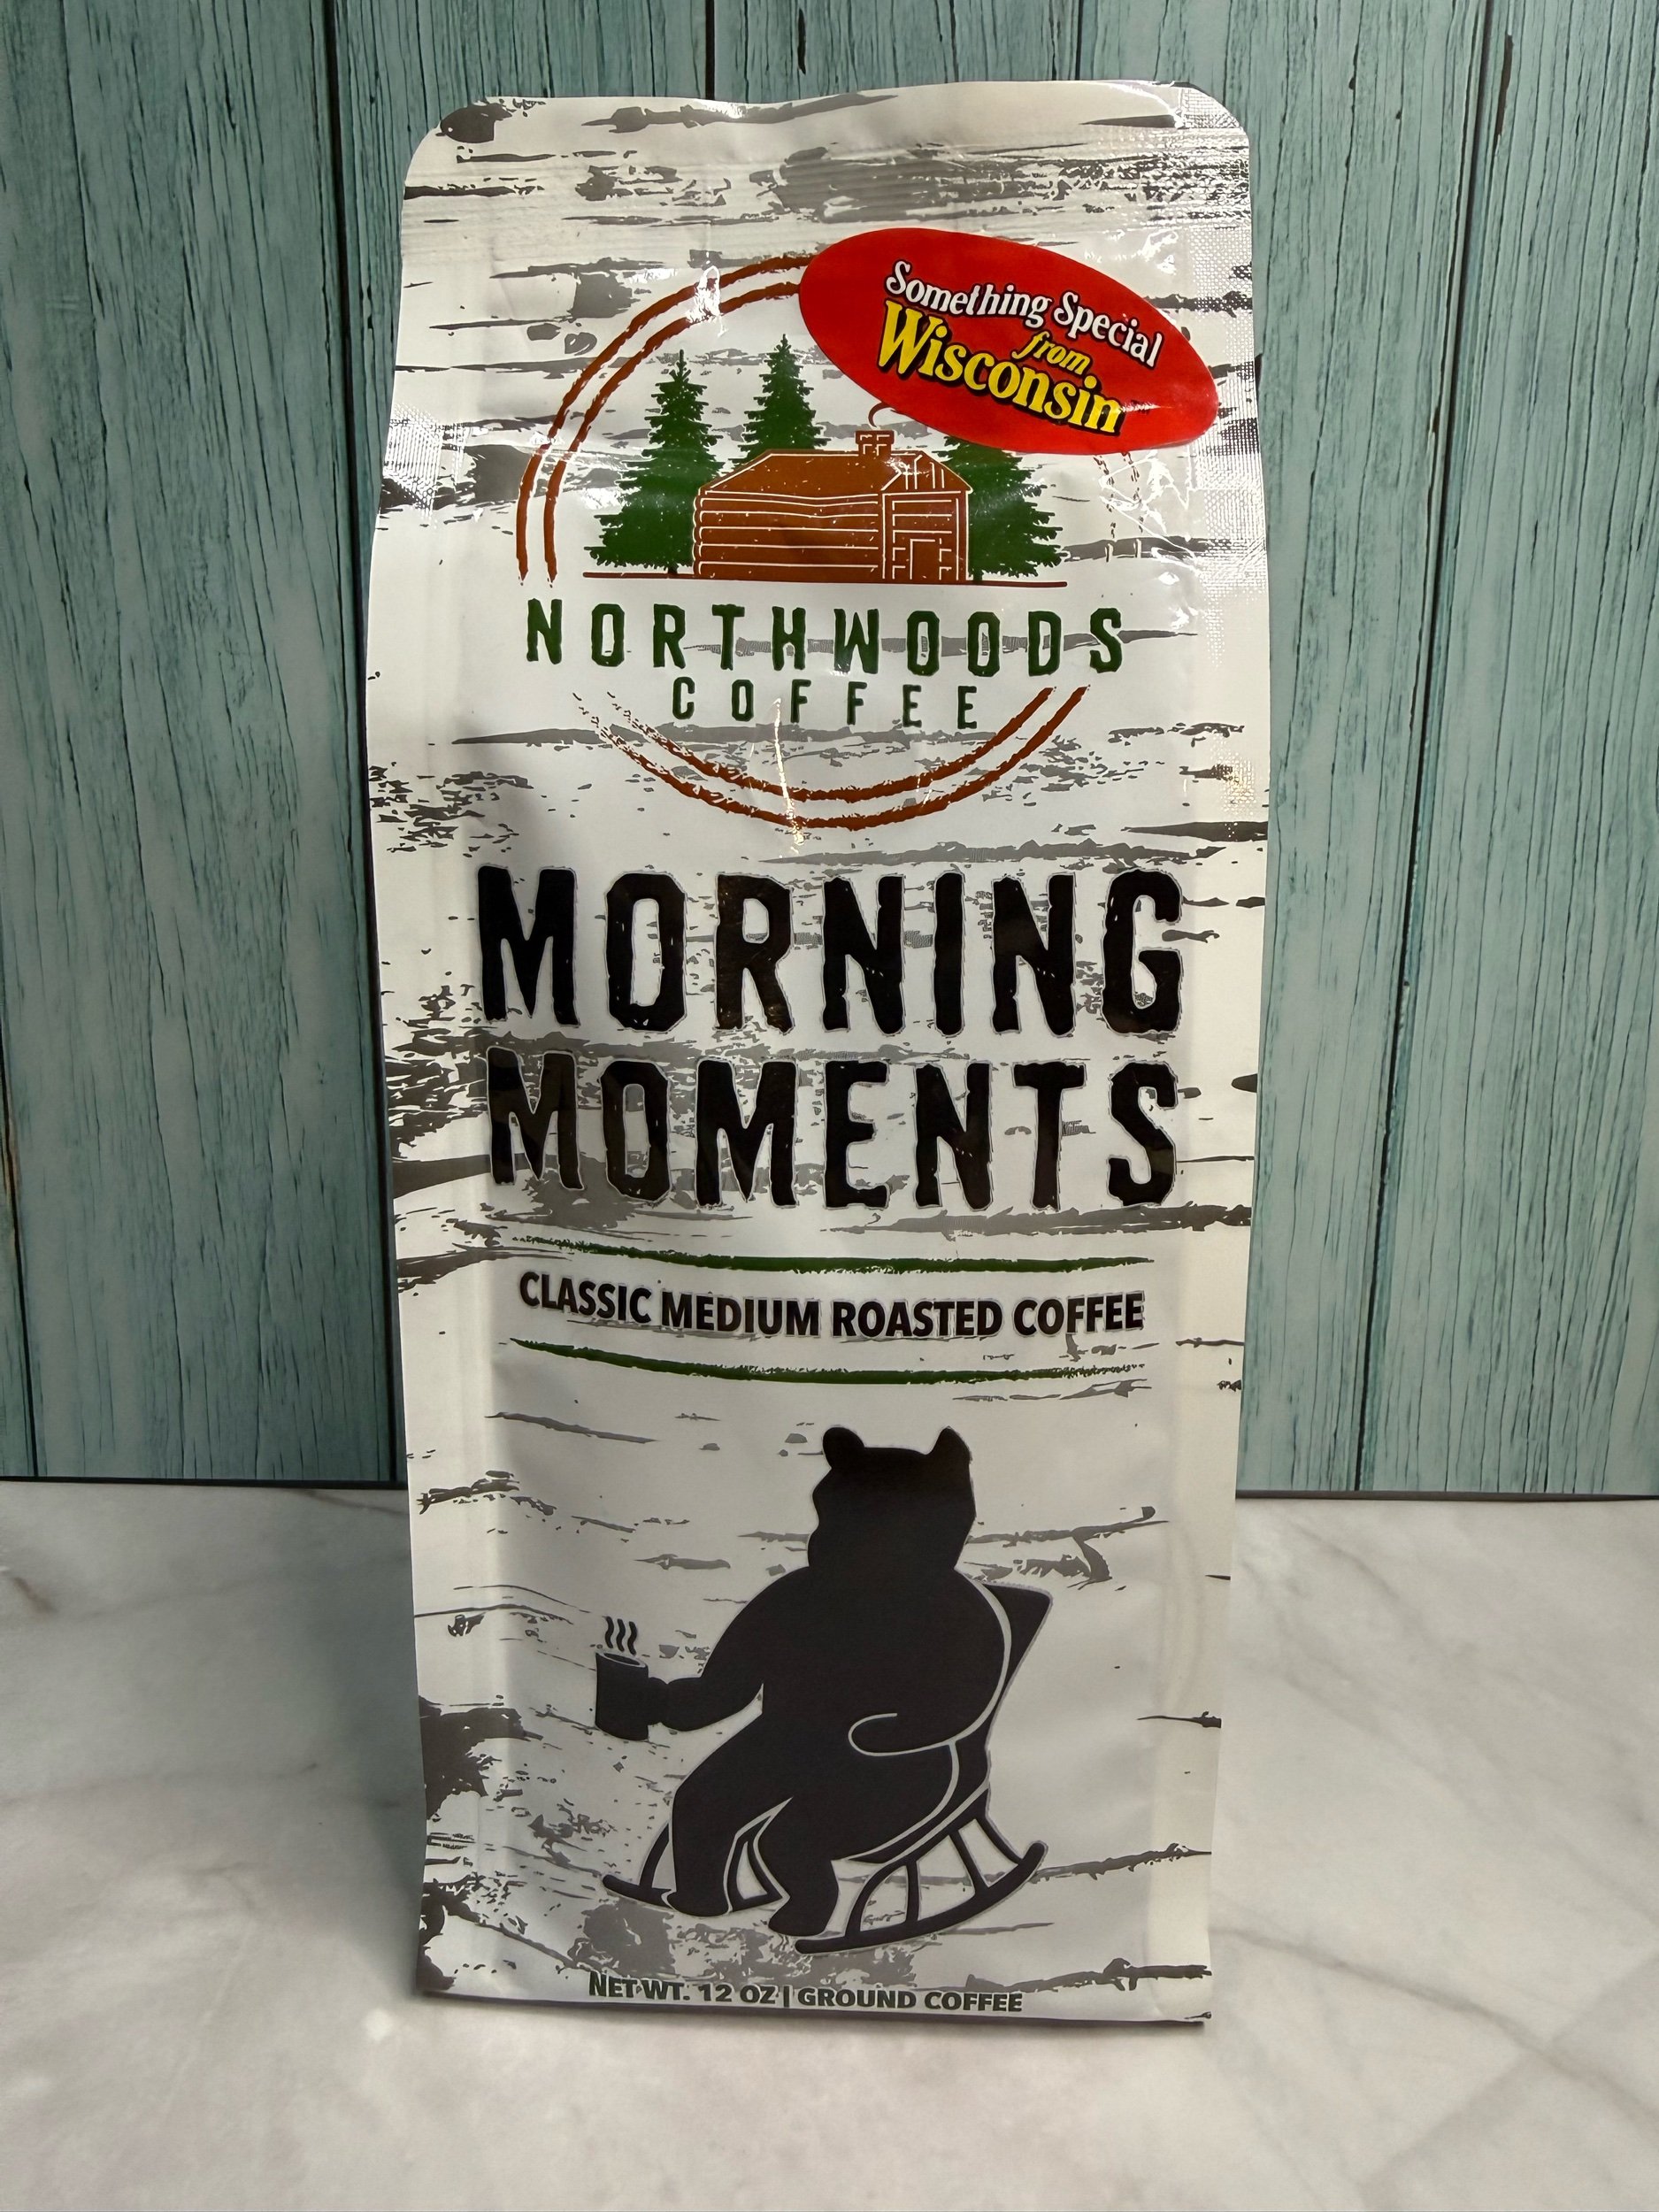 Something Special
from
Wisconsin
NORTHWOODS
COFFEE
MORNING
MOMENTS
CLASSIC MEDIUM ROASTED COFFEE
NET WT. 12 OZ | GROUND COFFEE